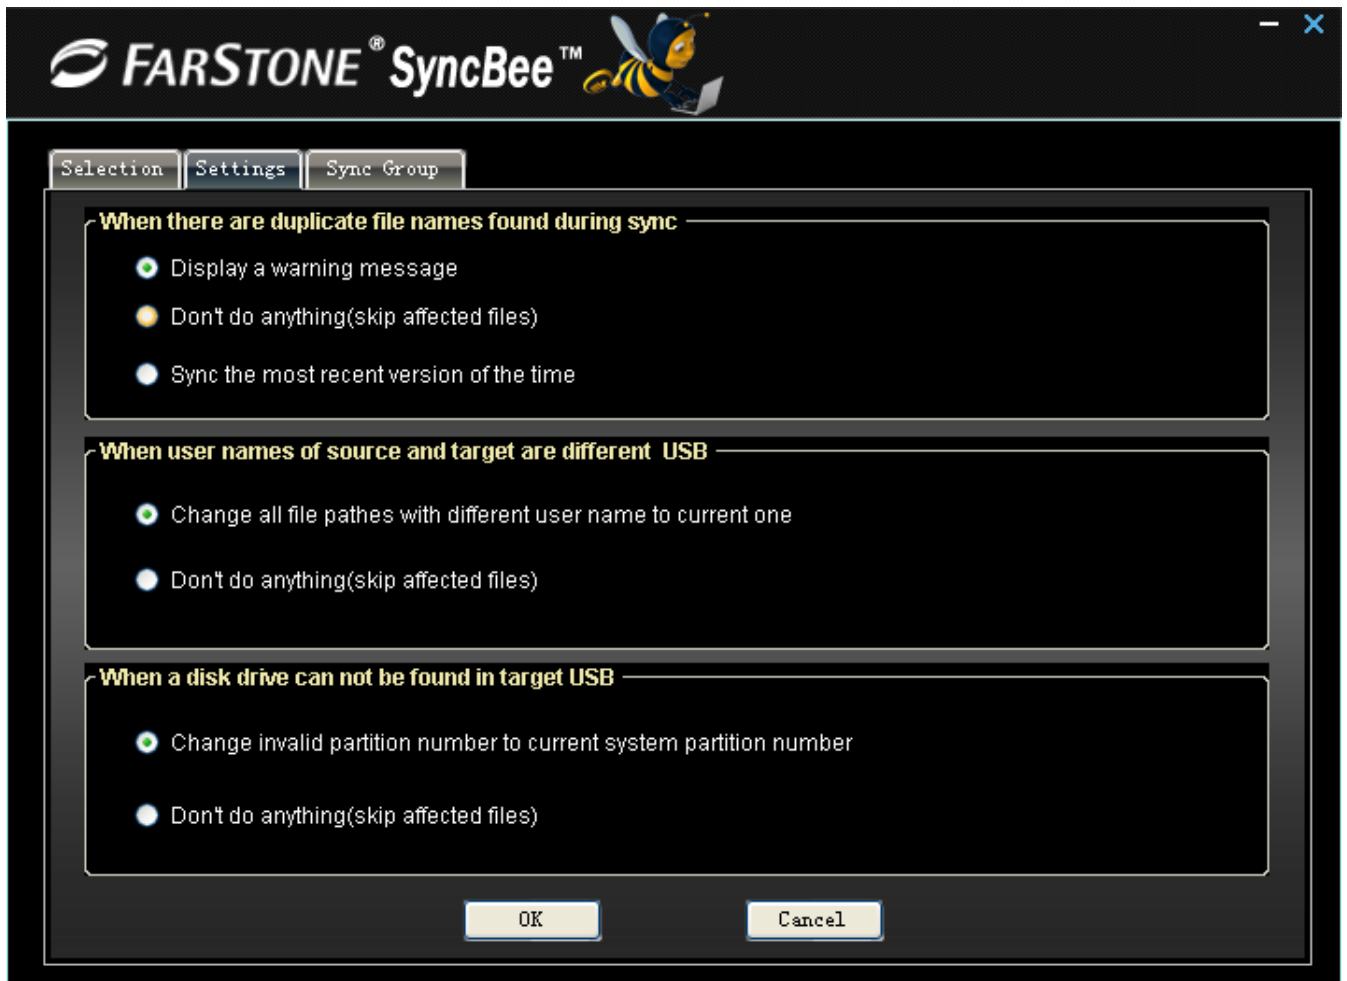 FARSTONE® SyncBee™
Selection Settings Sync Group
When there are duplicate file names found during sync
Display a warning message
Don't do anything(skip affected files)
Sync the most recent version of the time
When user names of source and target are different  USB
Change all file pathes with different user name to current one
Don't do anything(skip affected files)
When a disk drive can not be found in target USB
Change invalid partition number to current system partition number
Don't do anything(skip affected files)
OK Cancel